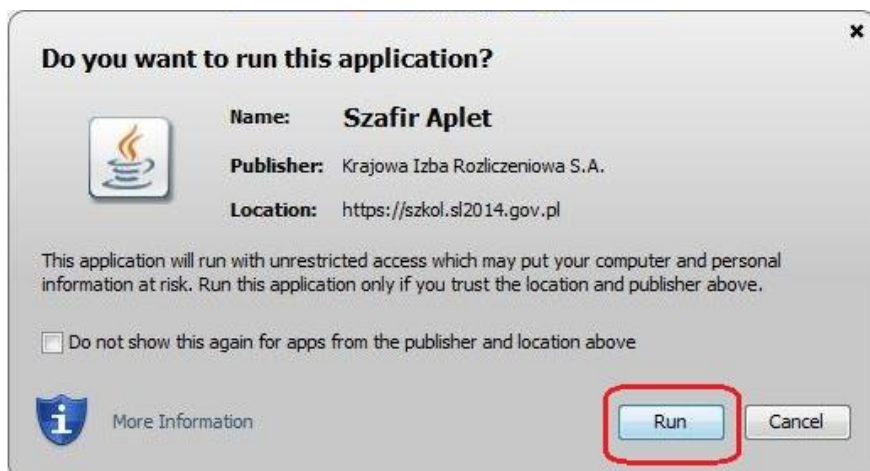 Do you want to run this application?
Name: Szafir Aplet
Publisher: Krajowa Izba Rozliczeniowa S.A.
Location: https://szkol.sl2014.gov.pl
This application will run with unrestricted access which may put your computer and personal
information at risk. Run this application only if you trust the location and publisher above.
Do not show this again for apps from the publisher and location above
More Information
Run
Cancel